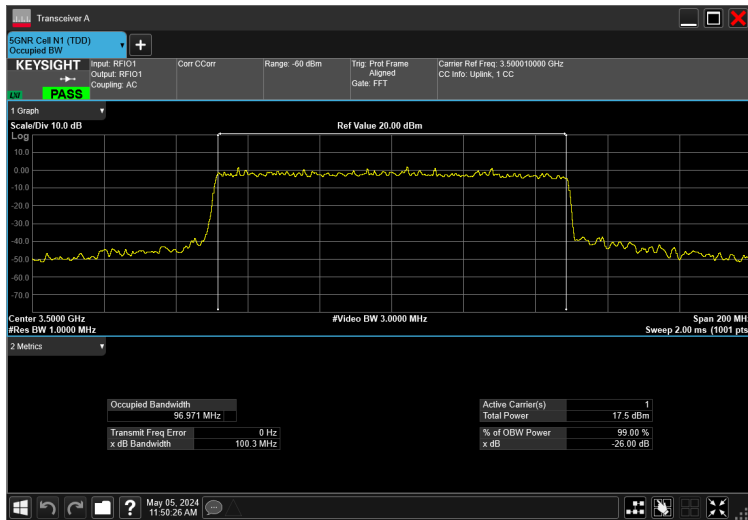 Transceiver A
5GNR Cell N1 (TDD)
Occupied BW
KEYSIGHT
LXI
PASS
Input: RFIO1
Output: RFIO1
Coupling: AC
Corr CCorr
Range: -60 dBm
Trig: Prot Frame
Aligned
Gate: FFT
Carrier Ref Freq: 3.500010000 GHz
CC Info: Uplink, 1 CC
1 Graph
Scale/Div 10.0 dB
Ref Value 20.00 dBm
Log
10.0
0.00
-10.0
-20.0
-30.0
-40.0
-50.0
-60.0
-70.0
Center 3.5000 GHz
#Video BW 3.0000 MHz
Span 200 MH
#Res BW 1.0000 MHz
Sweep 2.00 ms (1001 pts
2 Metrics
Occupied Bandwidth
96.971 MHz
Transmit Freq Error 0 Hz
x dB Bandwidth 100.3 MHz
Active Carrier(s) 1
Total Power 17.5 dBm
% of OBW Power 99.00 %
x dB -26.00 dB
May 05, 2024
11:50:26 AM